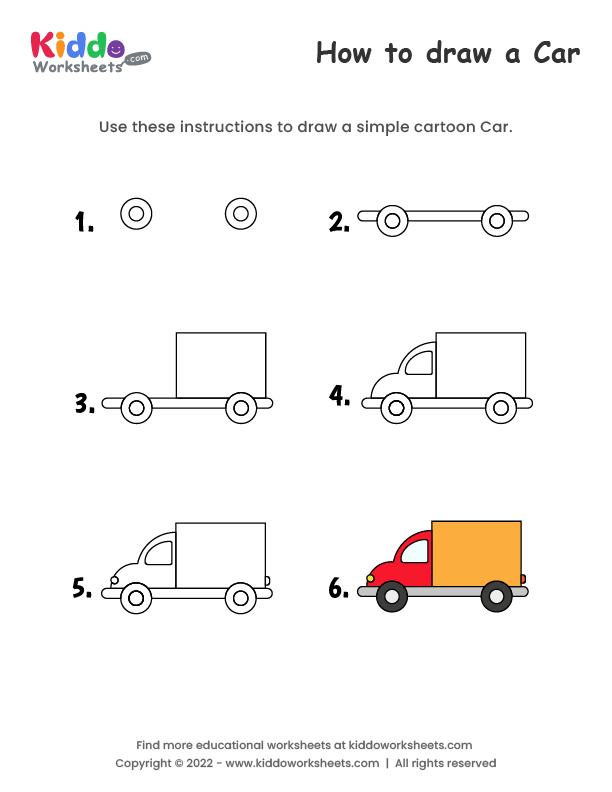 Kiddo
Worksheets .com
How to draw a Car
Use these instructions to draw a simple cartoon Car.
1.
2.
3.
4.
5.
6.
Find more educational worksheets at kiddoworksheets.com
Copyright © 2022 - www.kiddoworksheets.com | All rights reserved